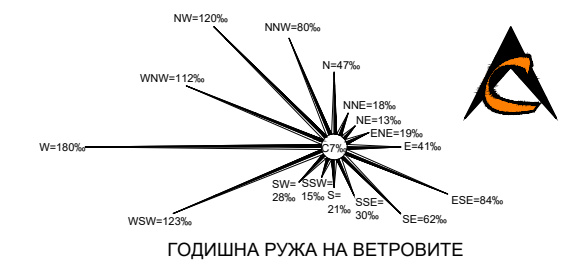 NW=120‰
NNW=80‰
N=47‰
WNW=112‰
NNE=18‰
NE=13‰
ENE=19‰
W=180‰
C7‰
E=41‰
SW=
28‰
SSW=
15‰
S=
21‰
SSE=
30‰
ESE=84‰
WSW=123‰
SE=62‰
ГОДИШНА РУЖА НА ВЕТРОВИТЕ